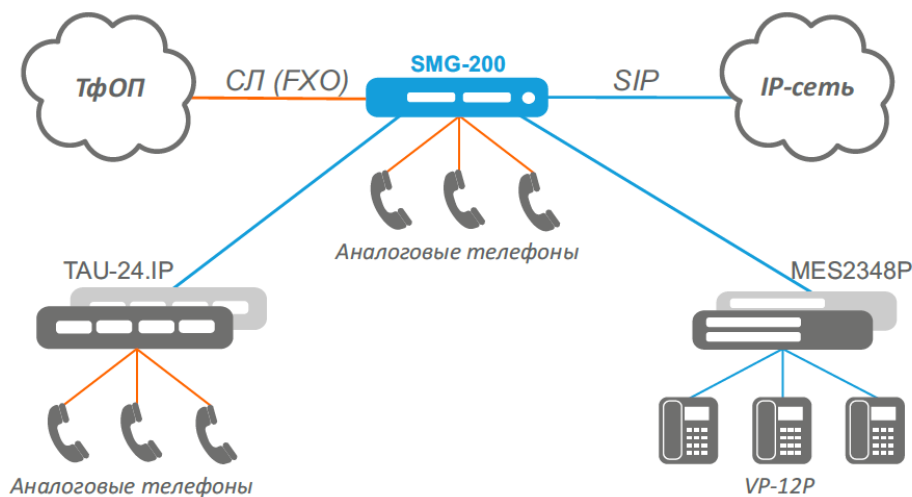 SMG-200
ТфОП
СЛ (FXO)
SIP
IP-сеть
Аналоговые телефоны
TAU-24.IP
MES2348P
Аналоговые телефоны
VP-12P